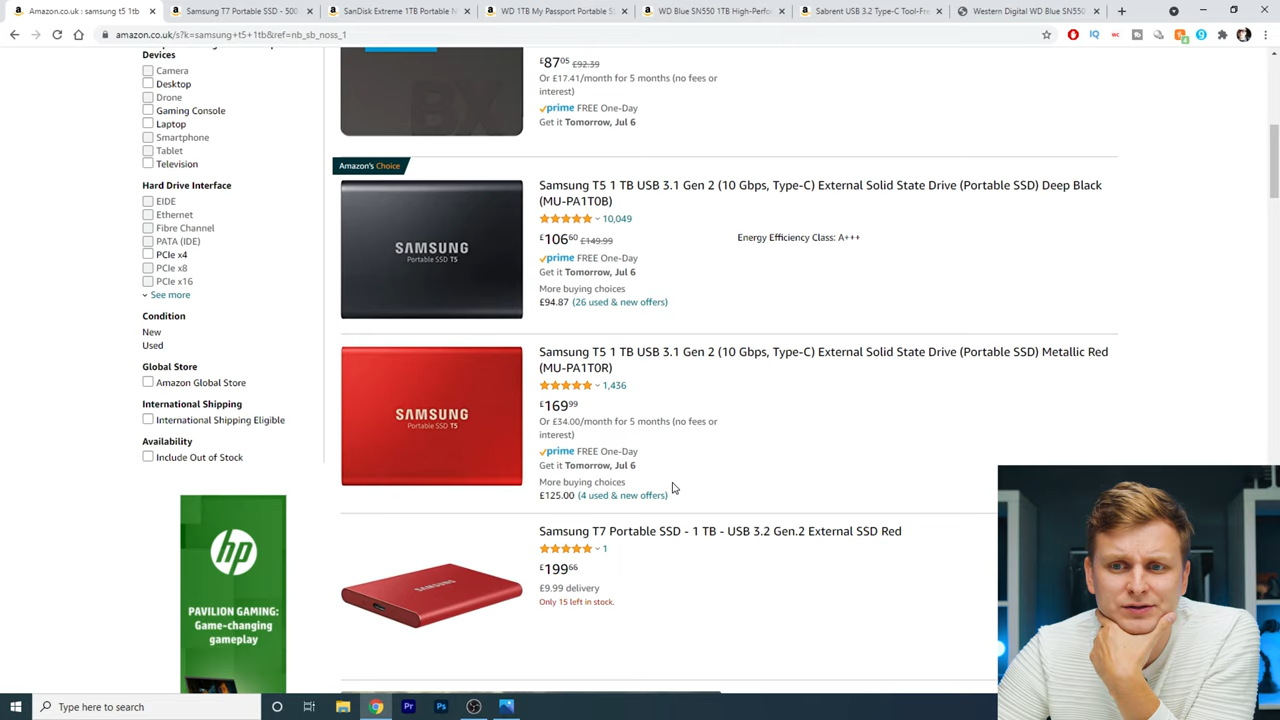 Amazon.co.uk : samsung t5 1tb
Samsung T7 Portable SSD - 500
SanDisk Extreme 1TB Portable N
WD 1TB My Passport Portable S
WD Blue SN550 1TB High-Perfo
Sabrent USB 3.2 Type-C Tool-Fre
Western Digital WD Blue SN550
amazon.co.uk/s?k=samsung+t5+1tb&ref=nb_sb_noss_1
Devices
Camera
Desktop
Drone
Gaming Console
Laptop
Smartphone
Tablet
Television
Hard Drive Interface
EIDE
Ethernet
Fibre Channel
PATA (IDE)
PCIe x4
PCIe x8
PCIe x16
See more
Condition
New
Used
Global Store
Amazon Global Store
International Shipping
International Shipping Eligible
Availability
Include Out of Stock
hp
PAVILION GAMING:
Game-changing
gameplay
BX
£8705 £92.39
Or £17.41/month for 5 months (no fees or
interest)
prime FREE One-Day
Get it Tomorrow, Jul 6
Amazon's Choice
SAMSUNG
Portable SSD T5
Samsung T5 1 TB USB 3.1 Gen 2 (10 Gbps, Type-C) External Solid State Drive (Portable SSD) Deep Black
(MU-PA1T0B)
10,049
£10660 £149.99
Energy Efficiency Class: A+++
prime FREE One-Day
Get it Tomorrow, Jul 6
More buying choices
£94.87 (26 used & new offers)
SAMSUNG
Portable SSD T5
Samsung T5 1 TB USB 3.1 Gen 2 (10 Gbps, Type-C) External Solid State Drive (Portable SSD) Metallic Red
(MU-PA1T0R)
1,436
£16999
Or £34.00/month for 5 months (no fees or
interest)
prime FREE One-Day
Get it Tomorrow, Jul 6
More buying choices
£125.00 (4 used & new offers)
SAMSUNG
Samsung T7 Portable SSD - 1 TB - USB 3.2 Gen.2 External SSD Red
1
£19966
£9.99 delivery
Only 15 left in stock.
Type here to search
Pr
Ps